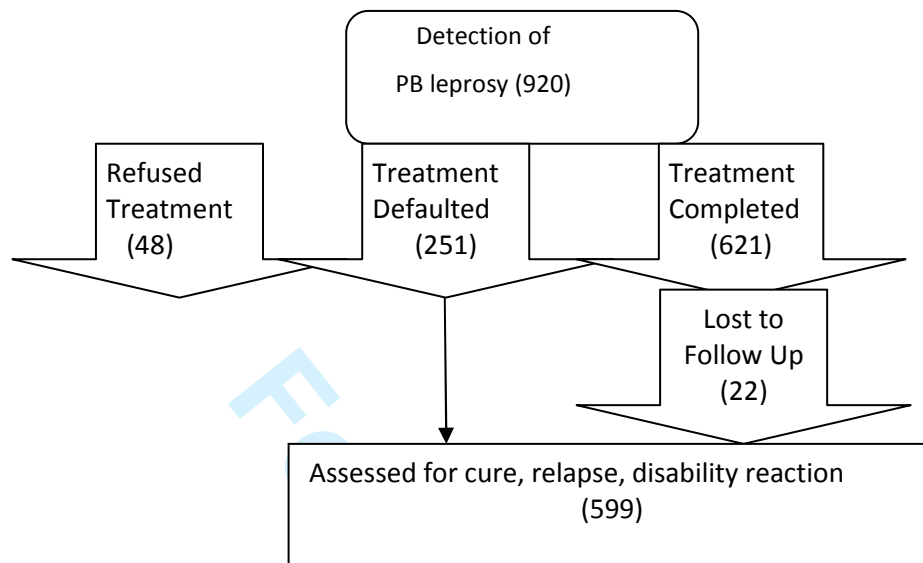 Detection of
PB leprosy (920)
Refused
Treatment
(48)
Treatment
Defaulted
(251)
Treatment
Completed
(621)
Lost to
Follow Up
(22)
Assessed for cure, relapse, disability reaction
(599)